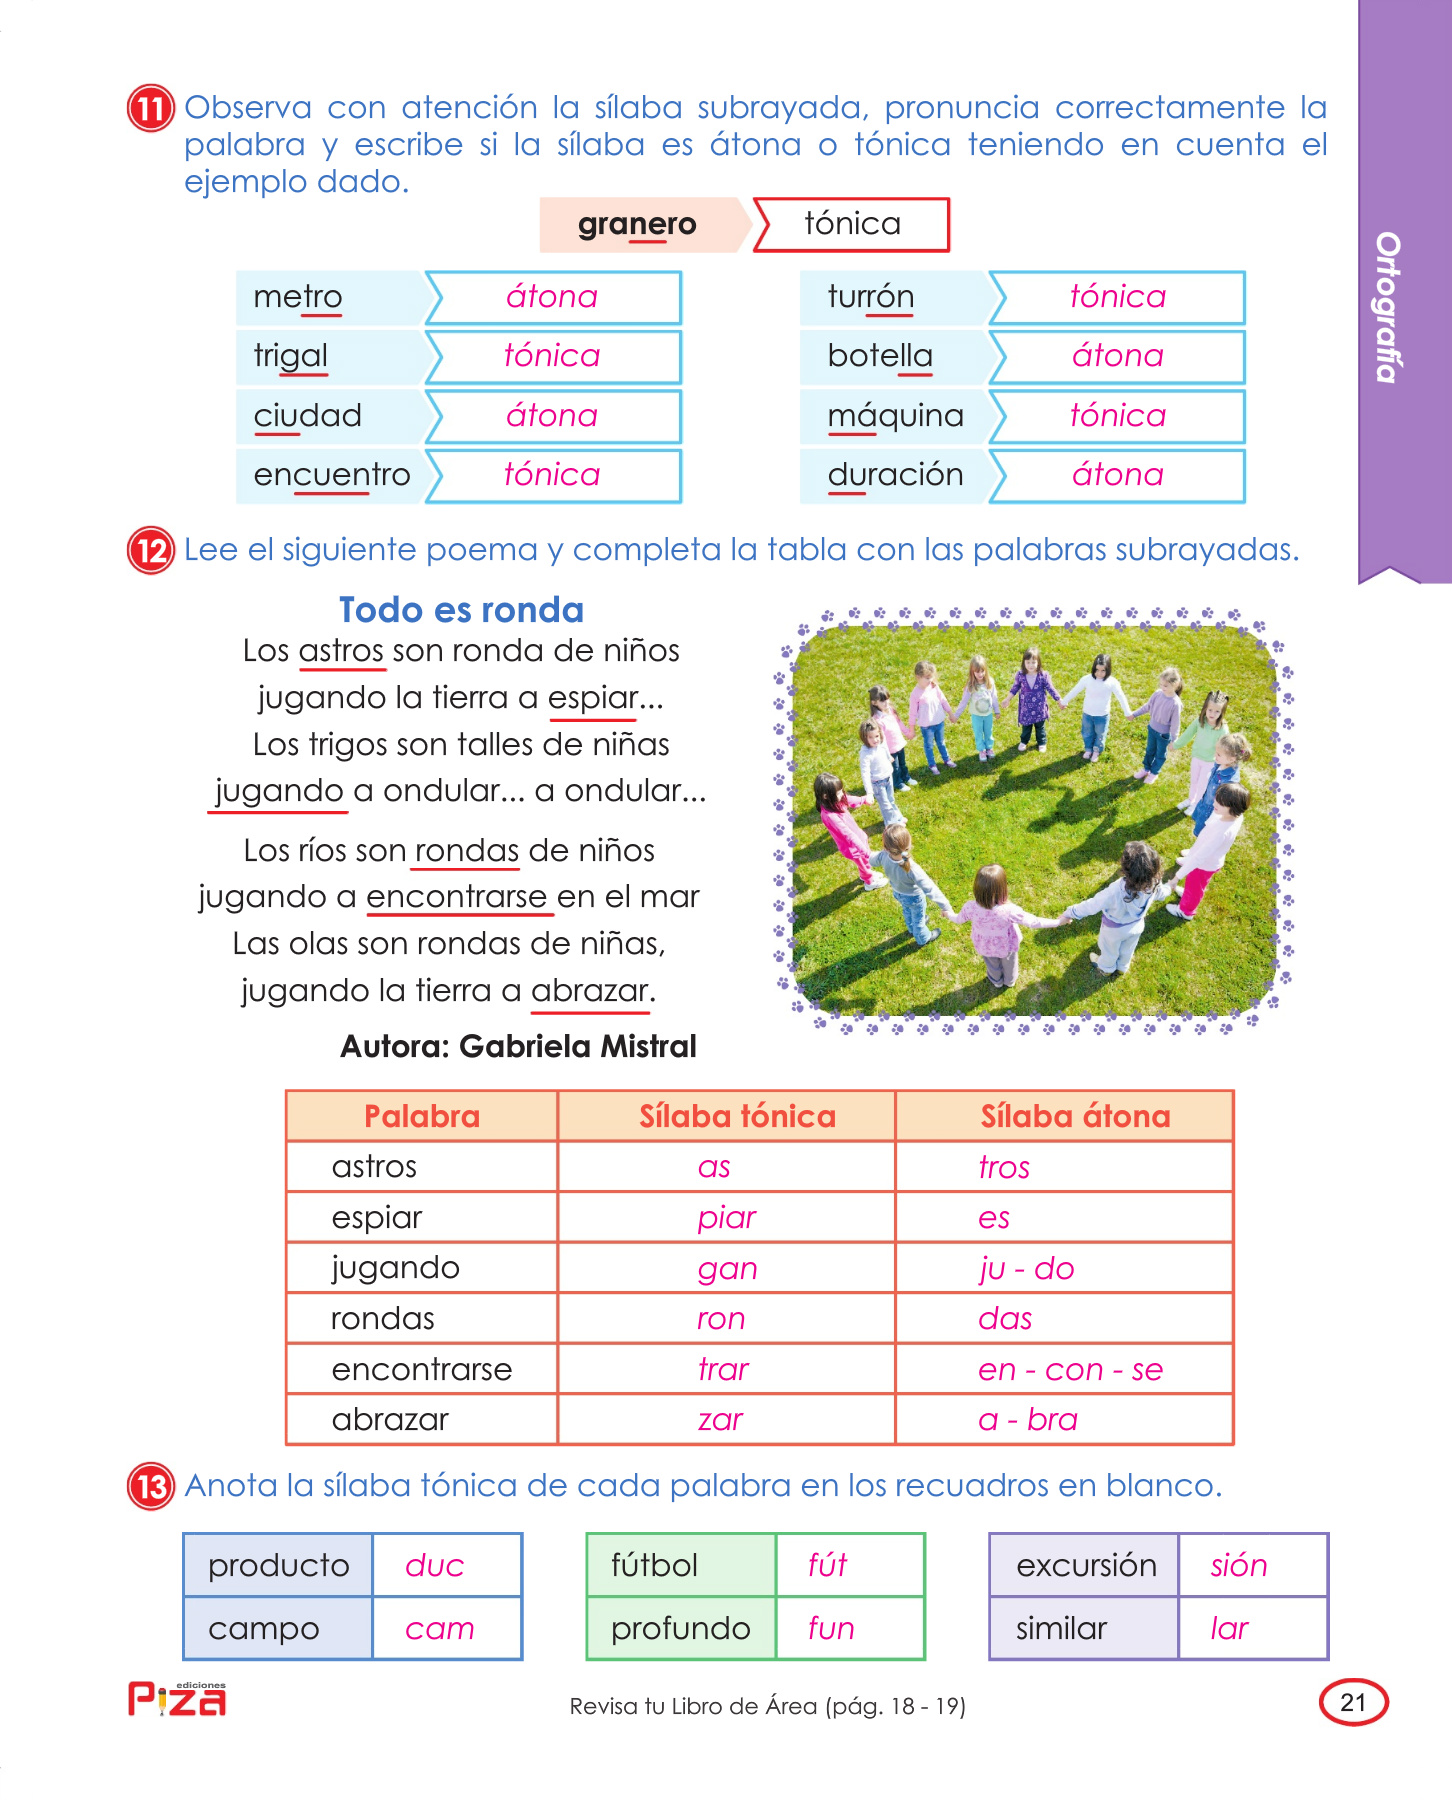 11 Observa con atención la sílaba subrayada, pronuncia correctamente la
palabra y escribe si la sílaba es átona o tónica teniendo en cuenta el
ejemplo dado.
granero tónica
metro átona
trigal tónica
ciudad átona
encuentro tónica
turrón tónica
botella átona
máquina tónica
duración átona
Ortografía
12 Lee el siguiente poema y completa la tabla con las palabras subrayadas.
Todo es ronda
Los astros son ronda de niños
jugando la tierra a espiar...
Los trigos son talles de niñas
jugando a ondular... a ondular...
Los ríos son rondas de niños
jugando a encontrarse en el mar
Las olas son rondas de niñas,
jugando la tierra a abrazar.
Autora: Gabriela Mistral
Palabra Sílaba tónica Sílaba átona
astros as tros
espiar piar es
jugando gan ju - do
rondas ron das
encontrarse trar en - con - se
abrazar zar a - bra
13 Anota la sílaba tónica de cada palabra en los recuadros en blanco.
producto duc
campo cam
fútbol fút
profundo fun
excursión sión
similar lar
ediciones
Piza
Revisa tu Libro de Área (pág. 18 - 19)
21